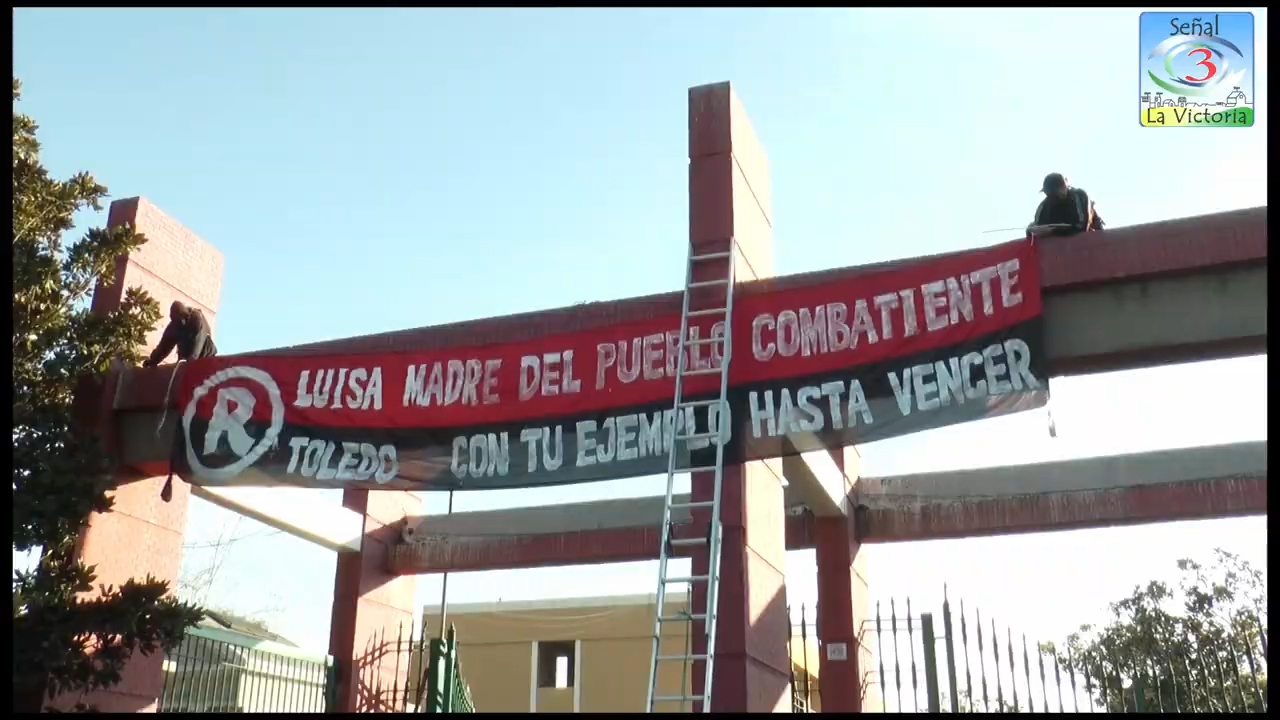 Señal
3
La Victoria
R
LUISA MADRE DEL PUEBLO COMBATIENTE
TOLEDO CON TU EJEMPLO HASTA VENCER